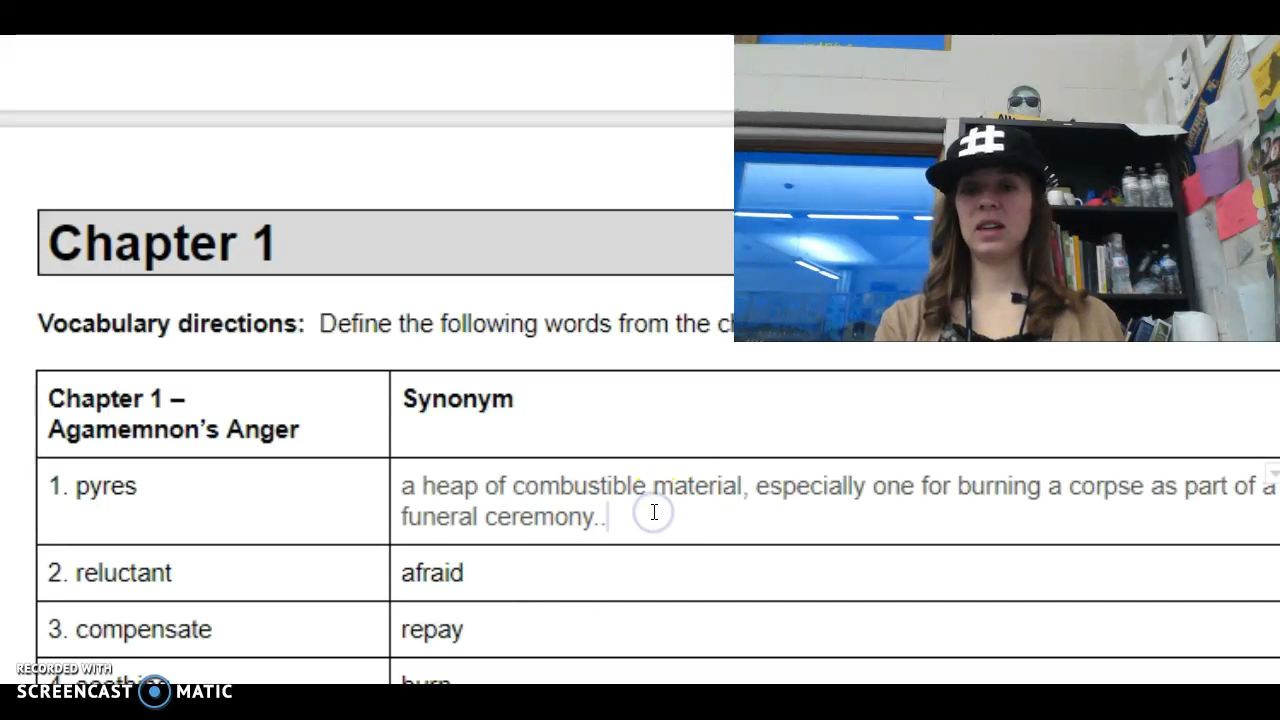 Chapter 1
Vocabulary directions: Define the following words from the
Chapter 1 –
Agamemnon's Anger
Synonym
1. pyres
a heap of combustible material, especially one for burning a corpse as part of a
funeral ceremony..
2. reluctant
afraid
3. compensate
repay
4.
burn
RECORDED WITH
SCREENCAST MATIC
#